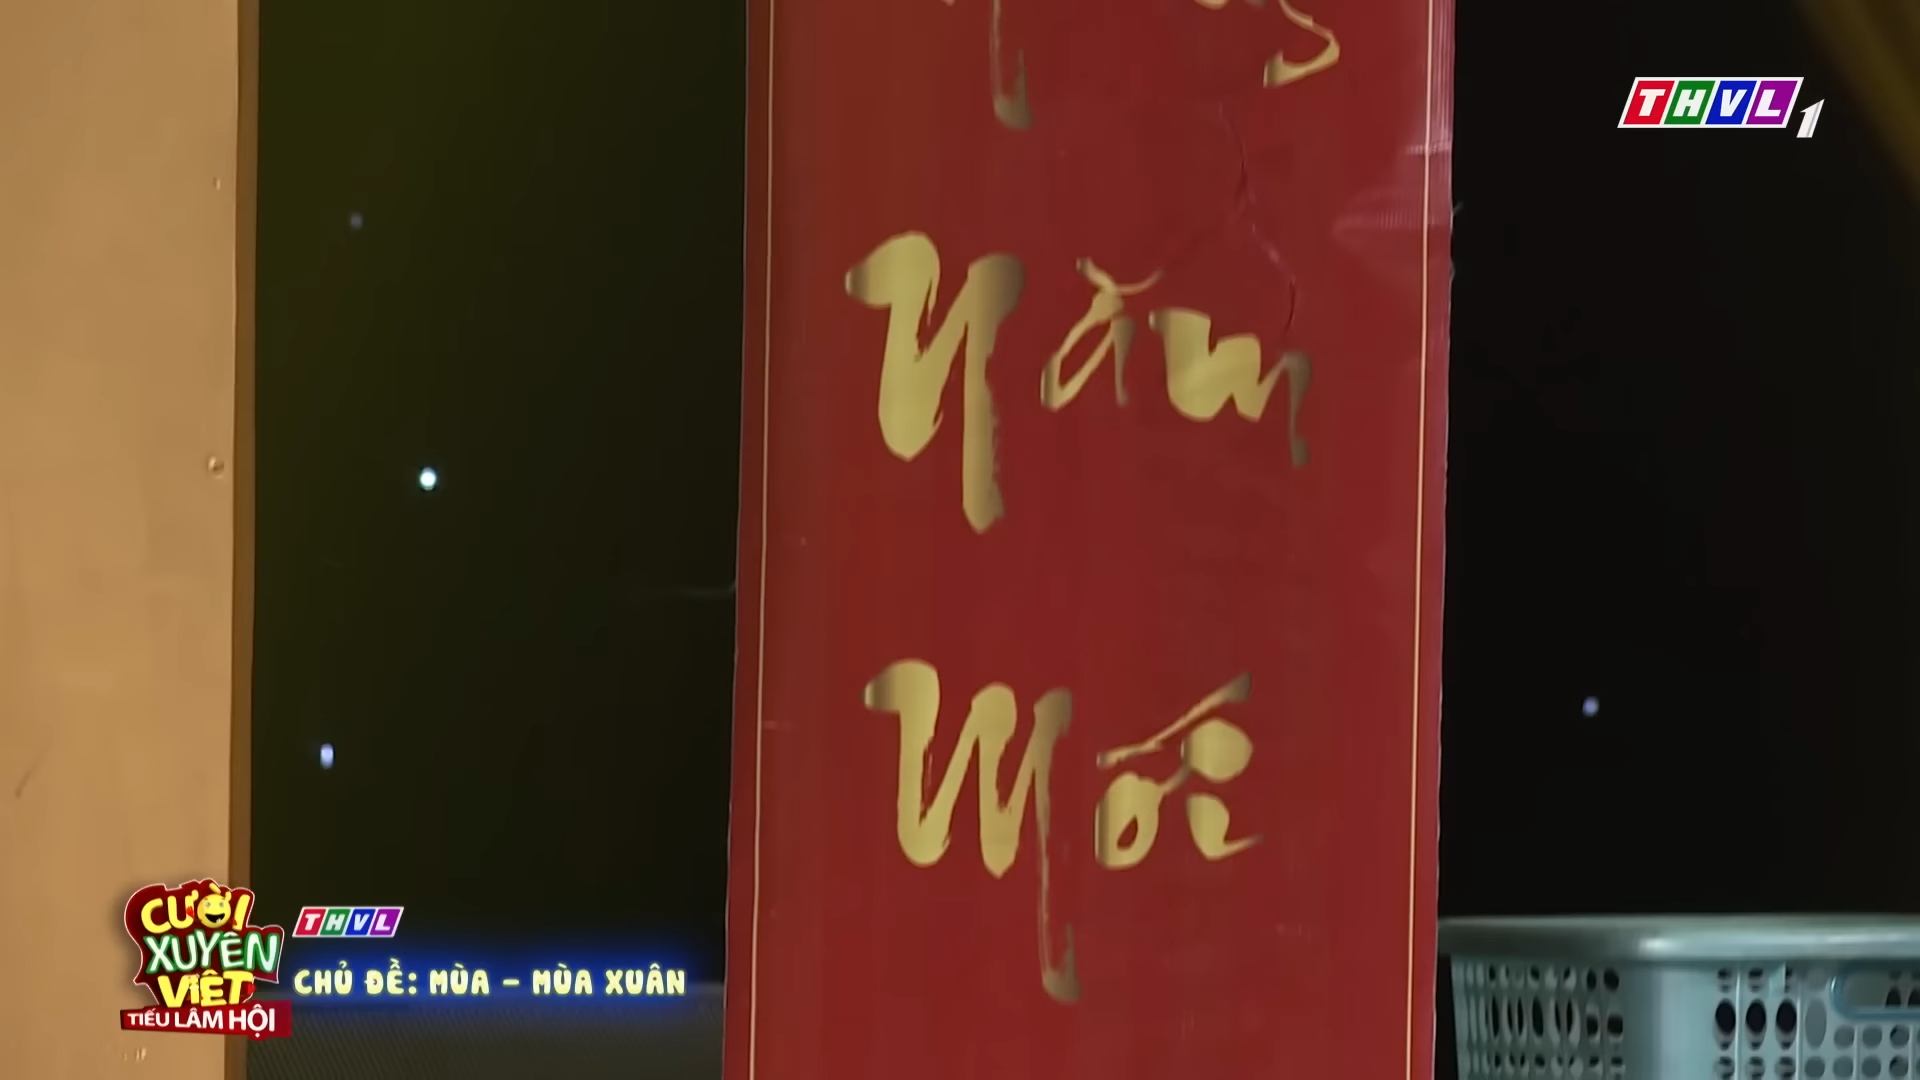 THVL1
Năm
Mới
CƯỜI
XUYÊN
VIỆT
TIẾU LÂM HỘI
THVL
CHỦ ĐỀ: MÙA – MÙA XUÂN